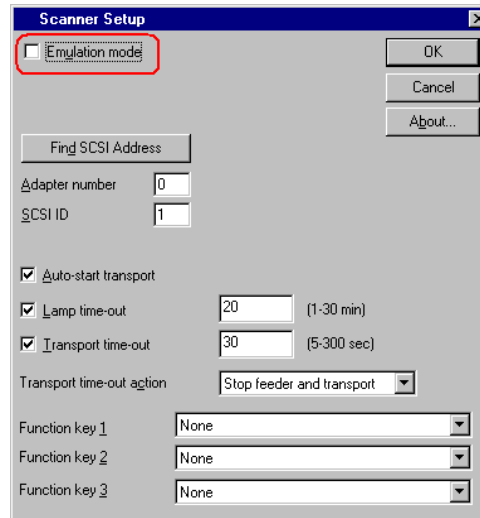 Scanner Setup
Emulation mode
OK
Cancel
About...
Find SCSI Address
Adapter number 0
SCSI ID 1
Auto-start transport
Lamp time-out 20 (1-30 min)
Transport time-out 30 (5-300 sec)
Transport time-out action Stop feeder and transport
Function key 1 None
Function key 2 None
Function key 3 None